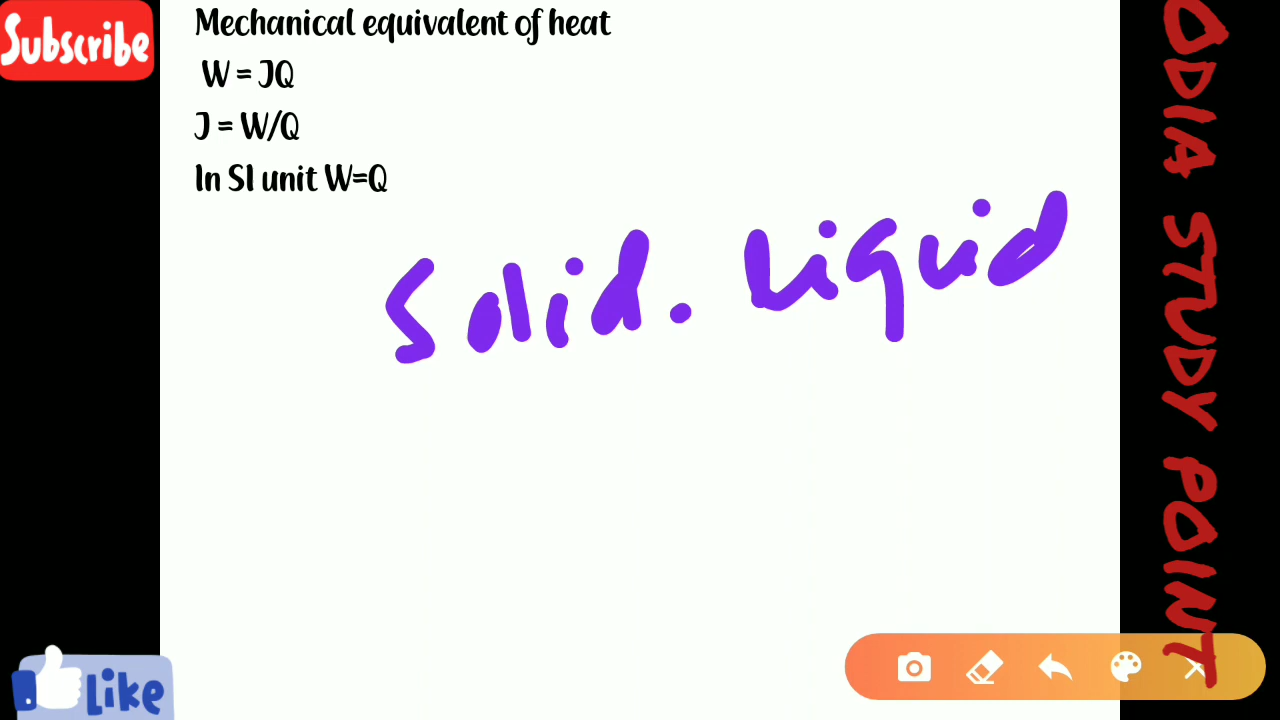 Subscribe
Mechanical equivalent of heat
W = JQ
J = W/Q
In SI unit W=Q
Solid. Liquid
ODIA STUDY POINT
LIKE